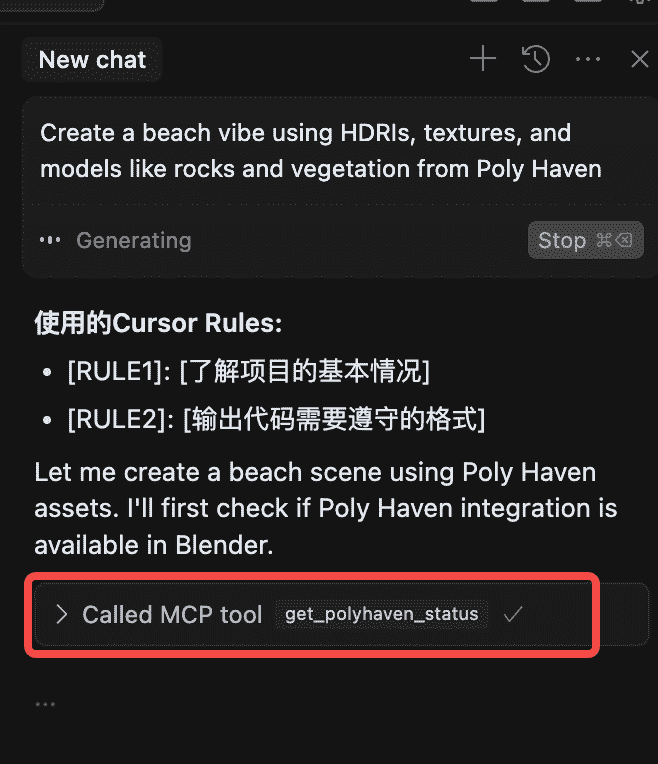 New chat
Create a beach vibe using HDRIs, textures, and
models like rocks and vegetation from Poly Haven
Generating
Stop ⌘⌫
使用的Cursor Rules:
• [RULE1]: [了解项目的基本情况]
• [RULE2]: [输出代码需要遵守的格式]
Let me create a beach scene using Poly Haven
assets. I'll first check if Poly Haven integration is
available in Blender.
Called MCP tool get_polyhaven_status